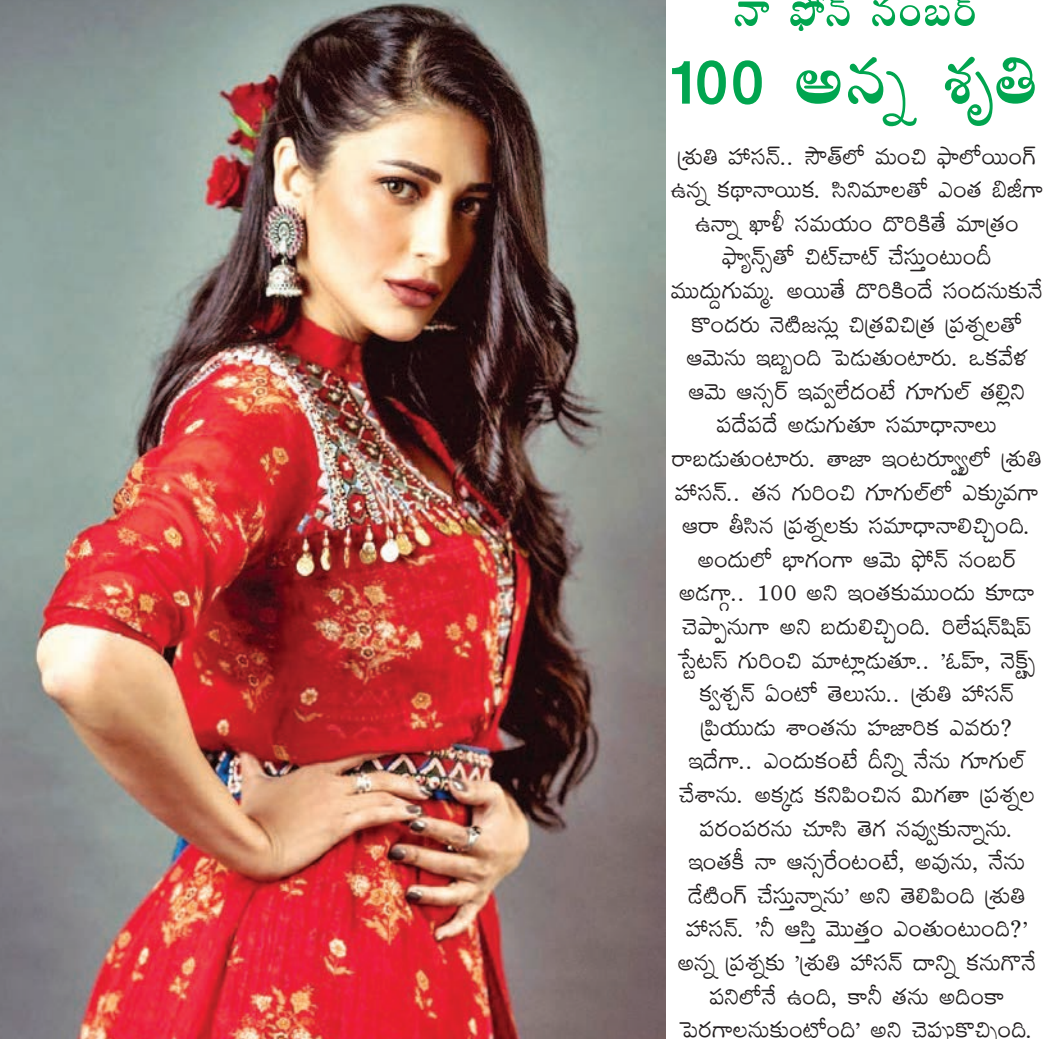 నా ఫోన్ నంబర్
100 అన్న శృతి
శ్రుతి హాసన్.. సౌత్‌లో మంచి ఫాలోయింగ్
ఉన్న కథానాయిక. సినిమాలతో ఎంత బిజీగా
ఉన్నా ఖాళీ సమయం దొరికితే మాత్రం
ఫ్యాన్స్‌తో చిట్‌చాట్ చేస్తుంటుందీ
ముద్దుగుమ్మ. అయితే దొరికిందే సందనుకునే
కొందరు నెటిజన్లు చిత్రవిచిత్ర ప్రశ్నలతో
ఆమెను ఇబ్బంది పెడుతుంటారు. ఒకవేళ
ఆమె ఆన్సర్ ఇవ్వలేదంటే గూగుల్ తల్లిని
పదేపదే అడుగుతూ సమాధానాలు
రాబడుతుంటారు. తాజా ఇంటర్వ్యూలో శ్రుతి
హాసన్.. తన గురించి గూగుల్‌లో ఎక్కువగా
ఆరా తీసిన ప్రశ్నలకు సమాధానాలిచ్చింది.
అందులో భాగంగా ఆమె ఫోన్ నంబర్
అడగ్గా.. 100 అని ఇంతకుముందు కూడా
చెప్పానుగా అని బదులిచ్చింది. రిలేషన్‌షిప్
స్టేటస్ గురించి మాట్లాడుతూ.. 'ఓహ్, నెక్ట్స్
క్వశ్చన్ ఏంటో తెలుసు.. శ్రుతి హాసన్
ప్రియుడు శాంతను హజారిక ఎవరు?
ఇదేగా.. ఎందుకంటే దీన్ని నేను గూగుల్
చేశాను. అక్కడ కనిపించిన మిగతా ప్రశ్నల
పరంపరను చూసి తెగ నవ్వుకున్నాను.
ఇంతకీ నా ఆన్సరేంటంటే, అవును, నేను
డేటింగ్ చేస్తున్నాను' అని తెలిపింది శ్రుతి
హాసన్. 'నీ ఆస్తి మొత్తం ఎంతుంటుంది?'
అన్న ప్రశ్నకు 'శ్రుతి హాసన్ దాన్ని కనుగొనే
పనిలోనే ఉంది, కానీ తను అదింకా
పెరగాలనుకుంటోంది' అని చెప్పుకొచ్చింది.